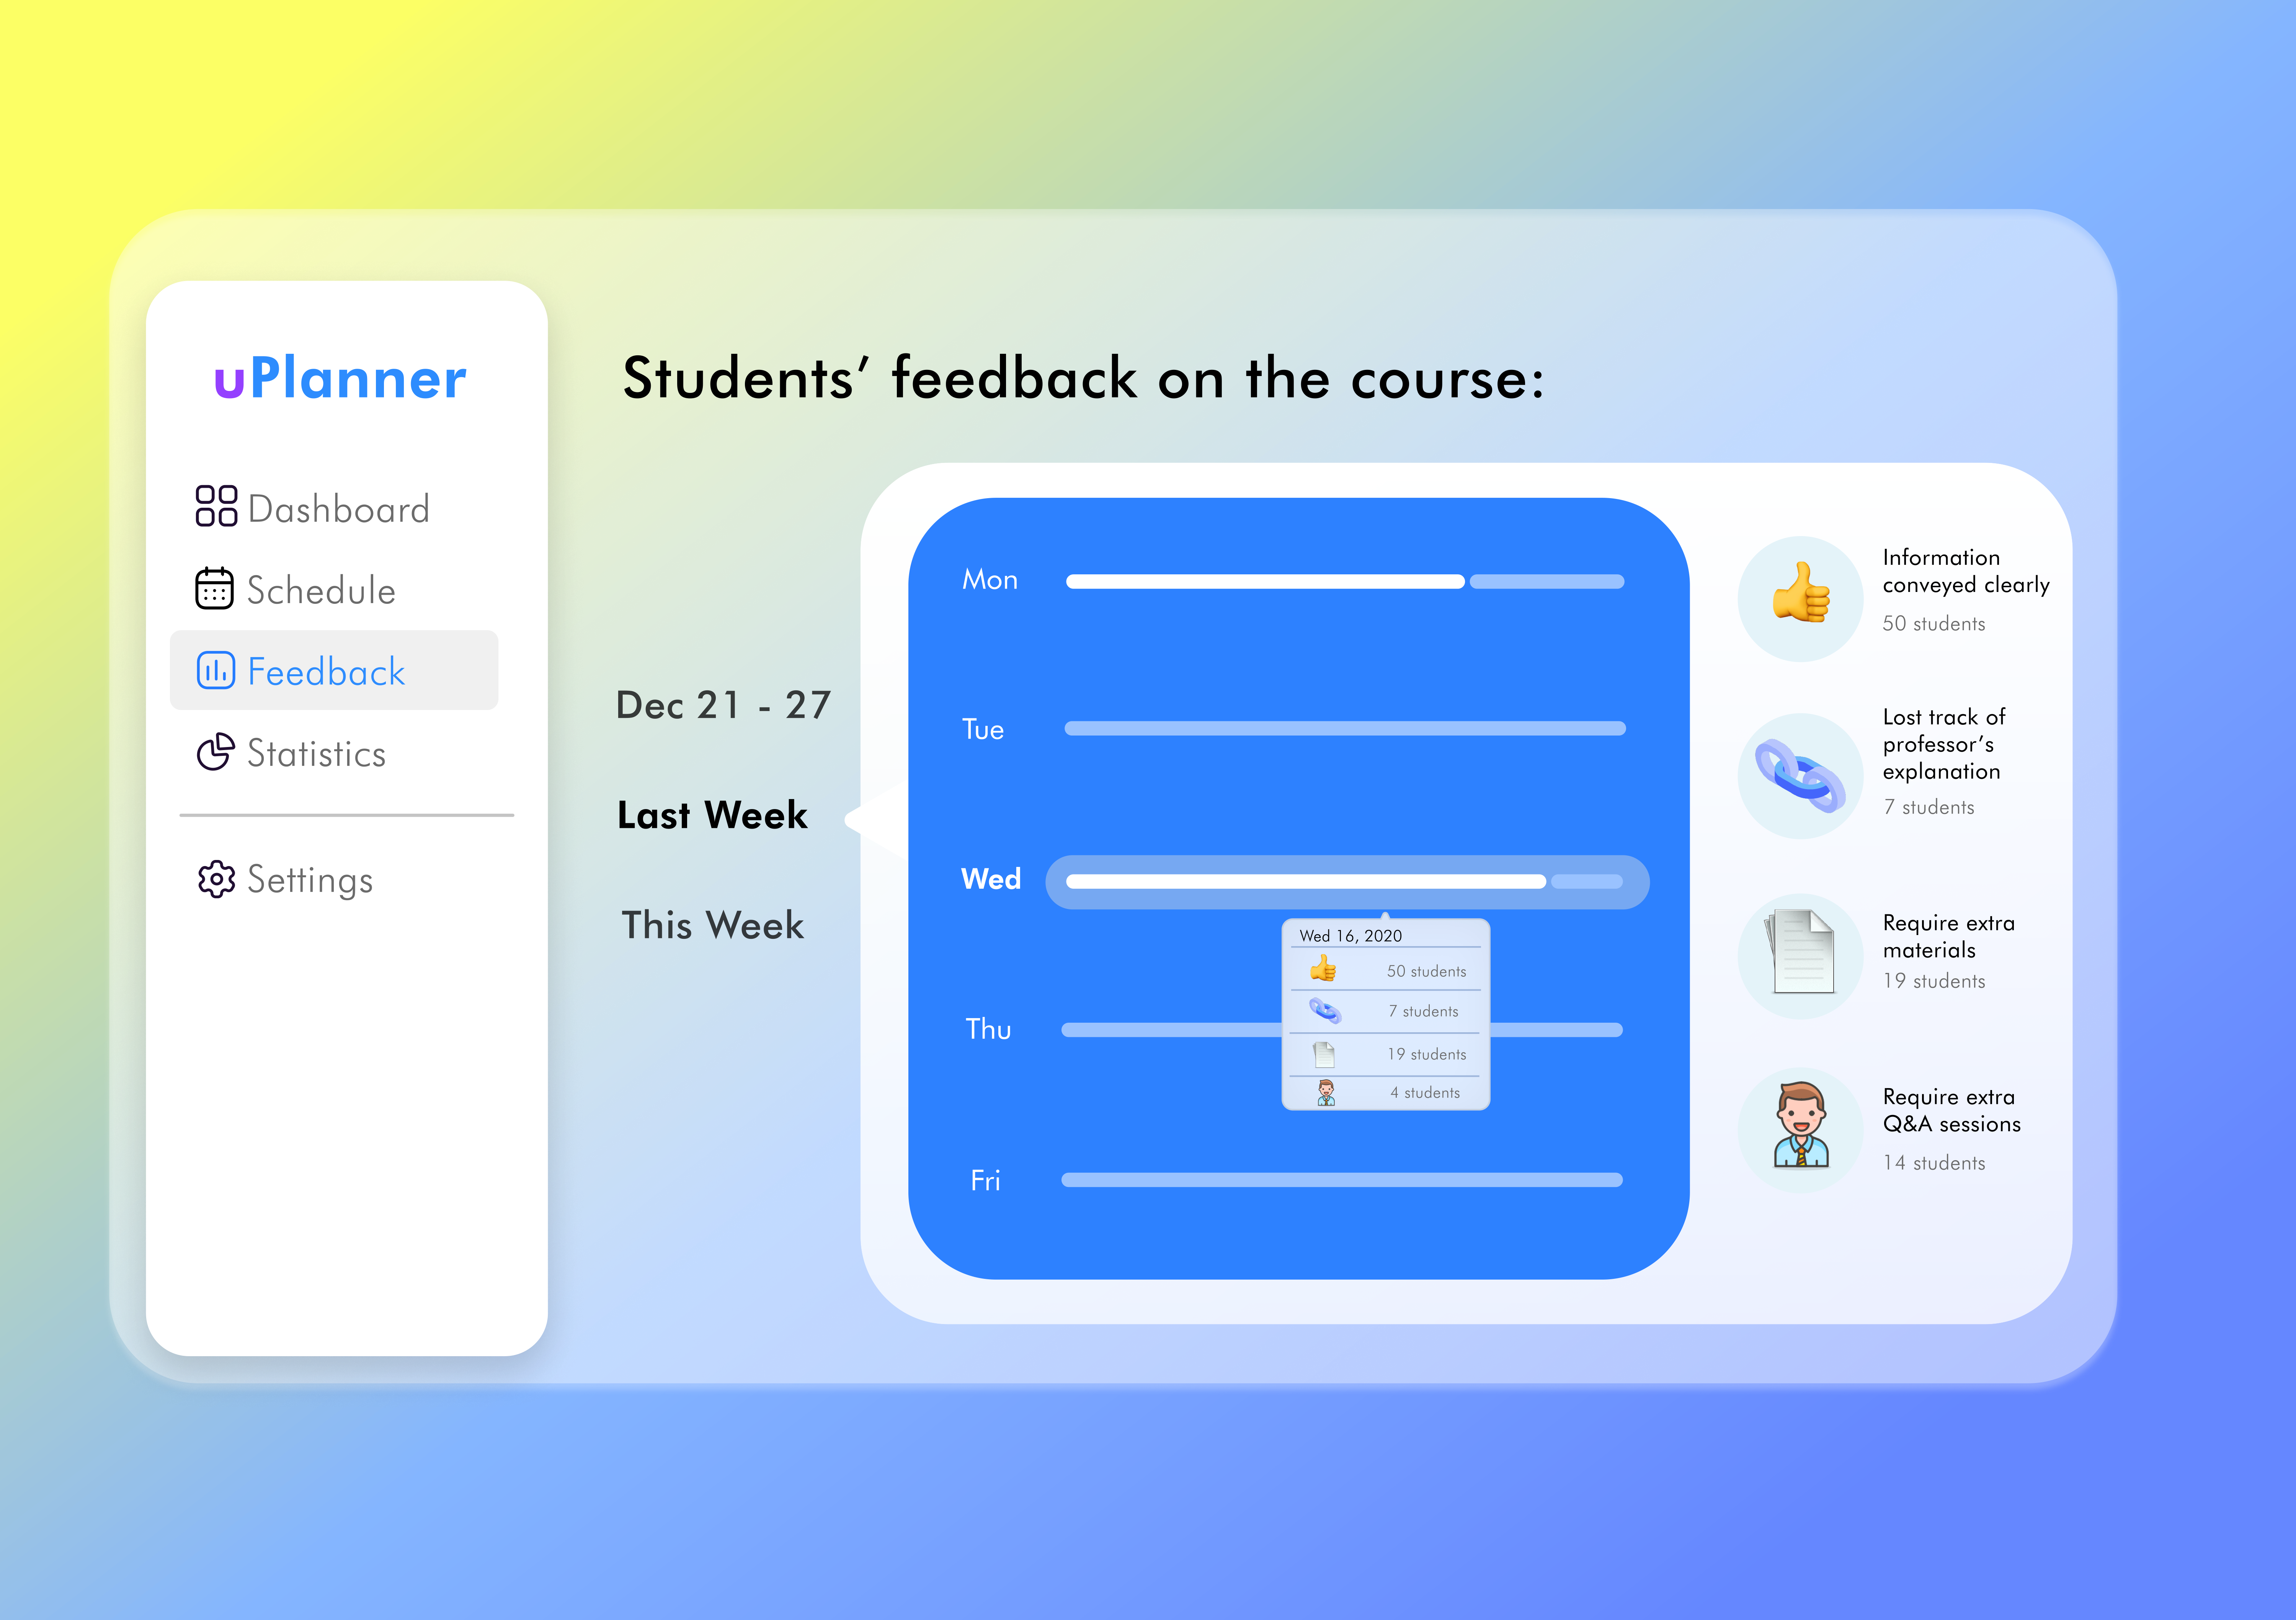 uPlanner
Dashboard
Schedule
Feedback
Statistics
Settings
Students’ feedback on the course:
Dec 21 - 27
Last Week
This Week
Mon
Tue
Wed
Wed 16, 2020
50 students
7 students
19 students
4 students
Thu
Fri
Information
conveyed clearly
50 students
Lost track of
professor’s
explanation
7 students
Require extra
materials
19 students
Require extra
Q&A sessions
14 students